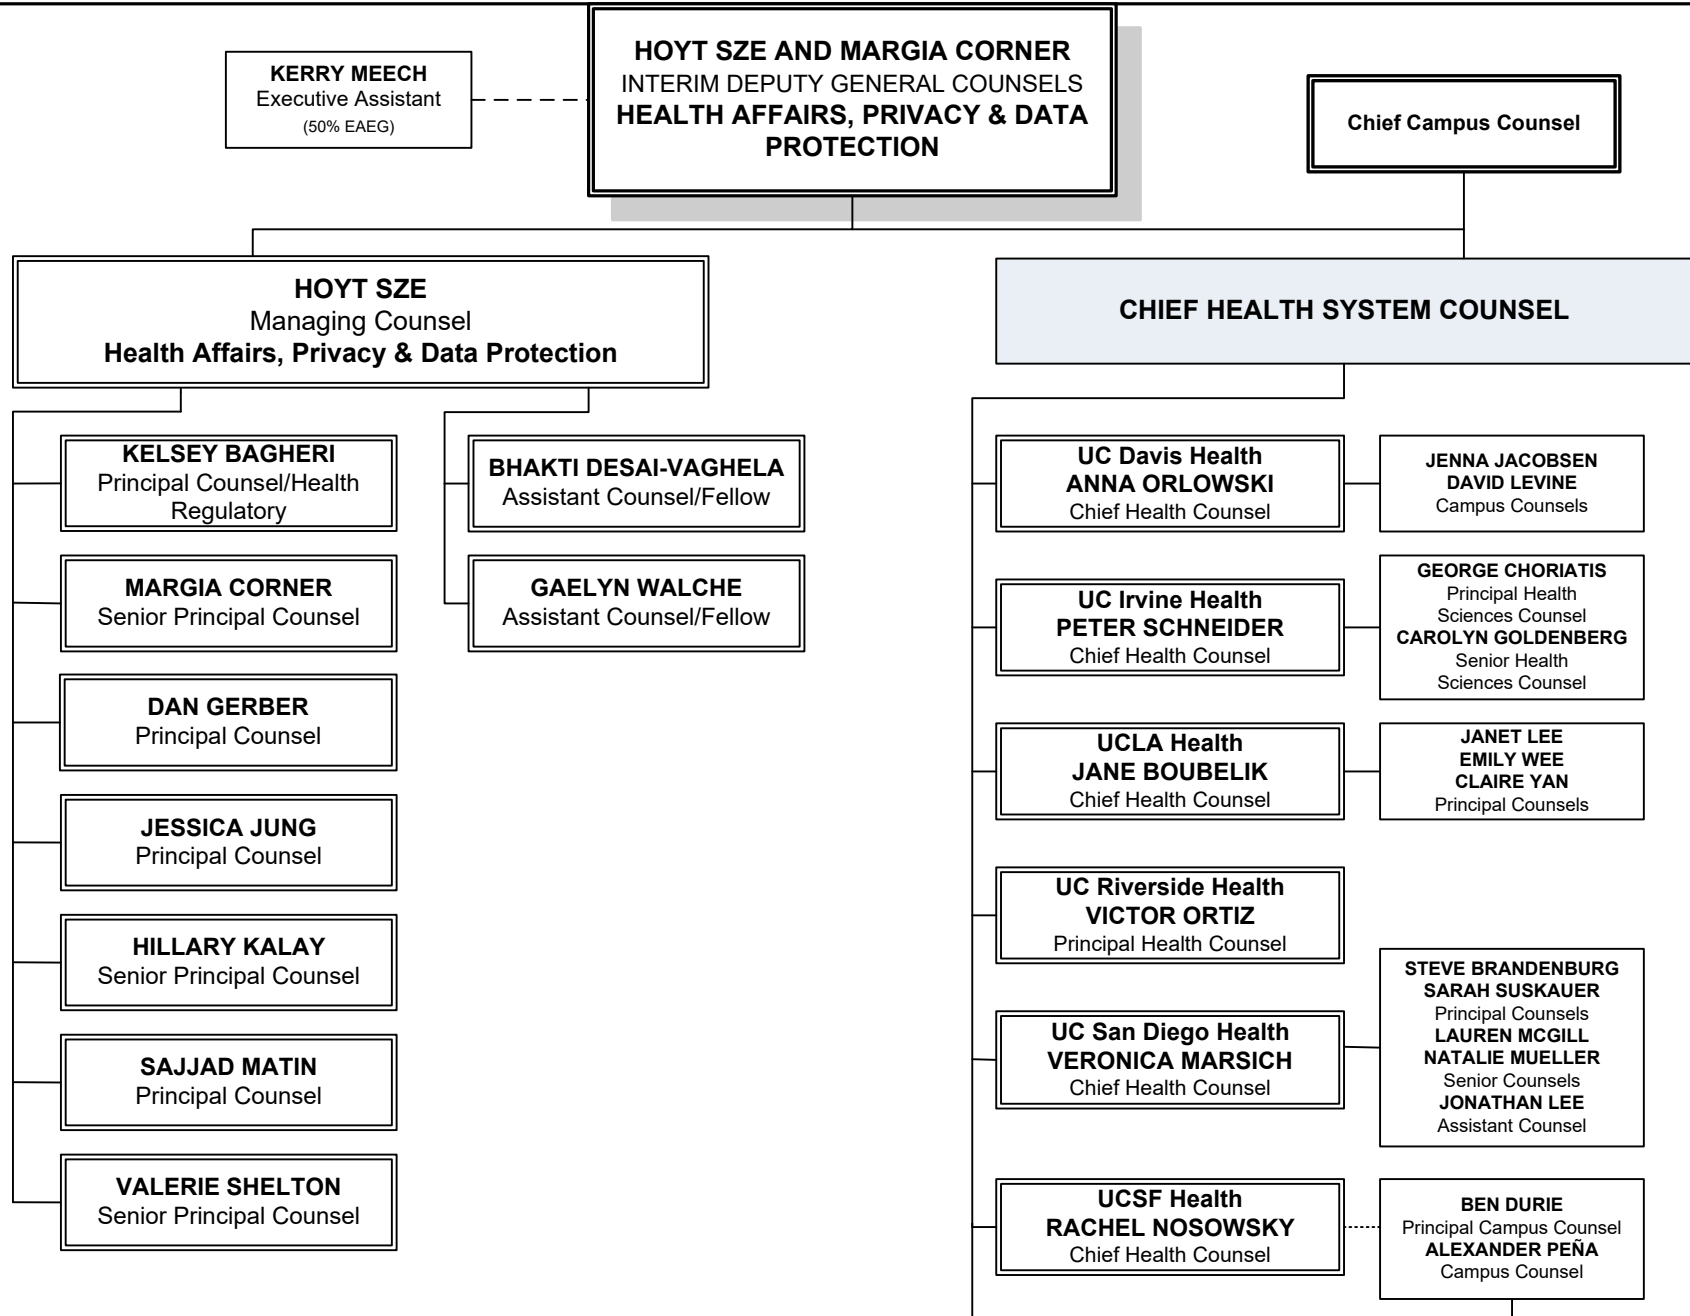 KERRY MEECH
Executive Assistant
(50% EAEG)
HOYT SZE AND MARGIA CORNER
INTERIM DEPUTY GENERAL COUNSELS
HEALTH AFFAIRS, PRIVACY & DATA
PROTECTION
Chief Campus Counsel
HOYT SZE
Managing Counsel
Health Affairs, Privacy & Data Protection
KELSEY BAGHERI
Principal Counsel/Health
Regulatory
MARGIA CORNER
Senior Principal Counsel
DAN GERBER
Principal Counsel
JESSICA JUNG
Principal Counsel
HILLARY KALAY
Senior Principal Counsel
SAJJAD MATIN
Principal Counsel
VALERIE SHELTON
Senior Principal Counsel
BHAKTI DESAI-VAGHELA
Assistant Counsel/Fellow
GAELYN WALCHE
Assistant Counsel/Fellow
CHIEF HEALTH SYSTEM COUNSEL
UC Davis Health
ANNA ORLOWSKI
Chief Health Counsel
JENNA JACOBSEN
DAVID LEVINE
Campus Counsels
UC Irvine Health
PETER SCHNEIDER
Chief Health Counsel
GEORGE CHORIATIS
Principal Health
Sciences Counsel
CAROLYN GOLDENBERG
Senior Health
Sciences Counsel
UCLA Health
JANE BOUBELIK
Chief Health Counsel
JANET LEE
EMILY WEE
CLAIRE YAN
Principal Counsels
UC Riverside Health
VICTOR ORTIZ
Principal Health Counsel
UC San Diego Health
VERONICA MARSICH
Chief Health Counsel
STEVE BRANDENBURG
SARAH SUSKAUER
Principal Counsels
LAUREN MCGILL
NATALIE MUELLER
Senior Counsels
JONATHAN LEE
Assistant Counsel
UCSF Health
RACHEL NOSOWSKY
Chief Health Counsel
BEN DURIE
Principal Campus Counsel
ALEXANDER PEÑA
Campus Counsel